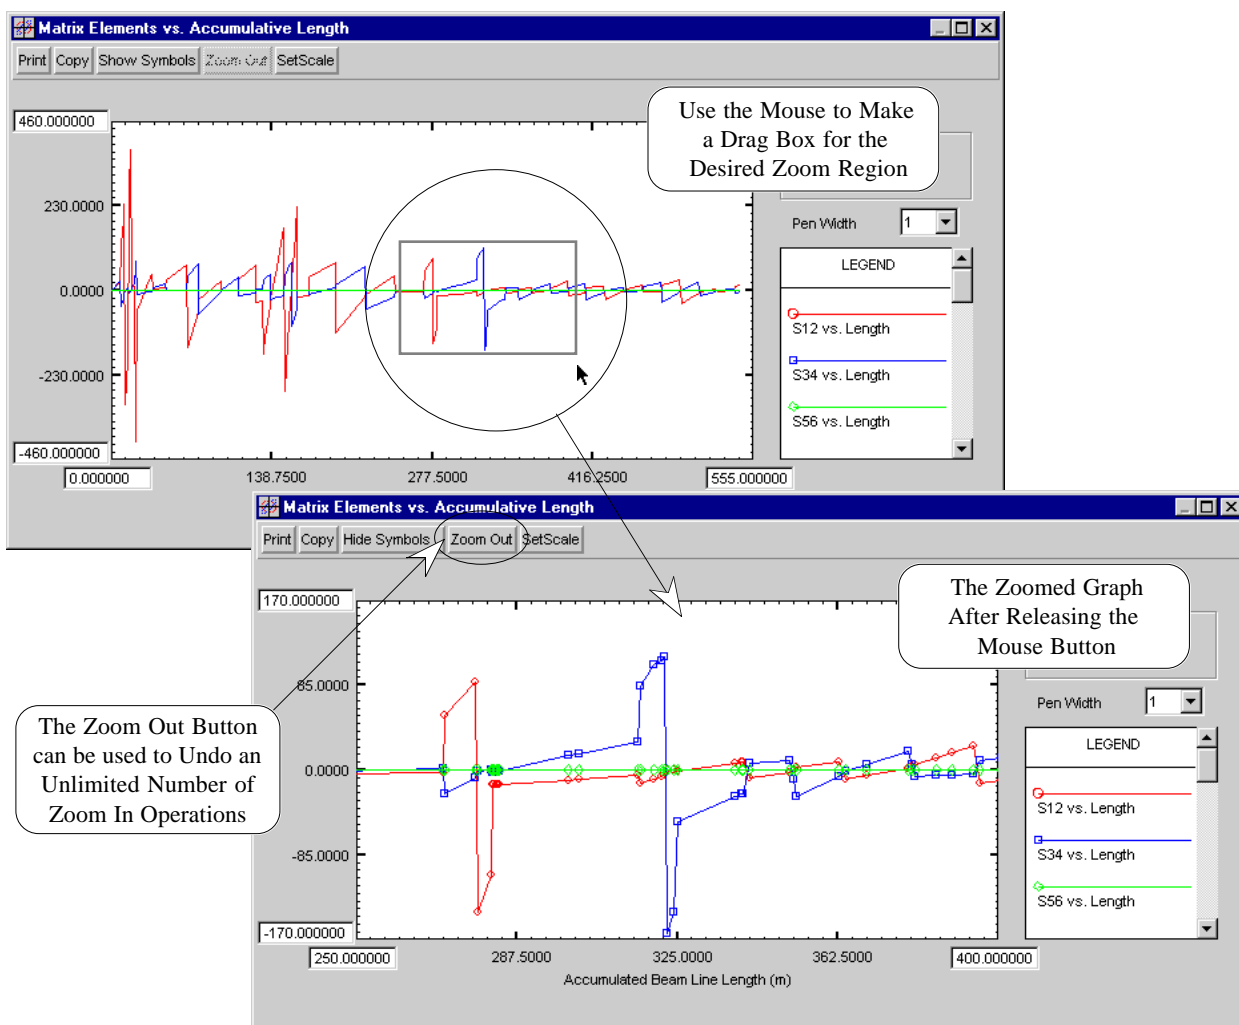 Matrix Elements vs. Accumulative Length
Print Copy Show Symbols Zoom Out SetScale
Use the Mouse to Make
a Drag Box for the
Desired Zoom Region
460.000000
230.0000
0.0000
-230.0000
-460.000000
0.000000 138.7500 277.5000 416.2500 555.000000
Pen Width 1
LEGEND
S12 vs. Length
S34 vs. Length
S56 vs. Length
Matrix Elements vs. Accumulative Length
Print Copy Hide Symbols Zoom Out SetScale
The Zoomed Graph
After Releasing the
Mouse Button
170.000000
85.0000
0.0000
-85.0000
-170.000000
250.000000 287.5000 325.0000 362.5000 400.000000
Accumulated Beam Line Length (m)
Pen Width 1
LEGEND
S12 vs. Length
S34 vs. Length
S56 vs. Length
The Zoom Out Button
can be used to Undo an
Unlimited Number of
Zoom In Operations